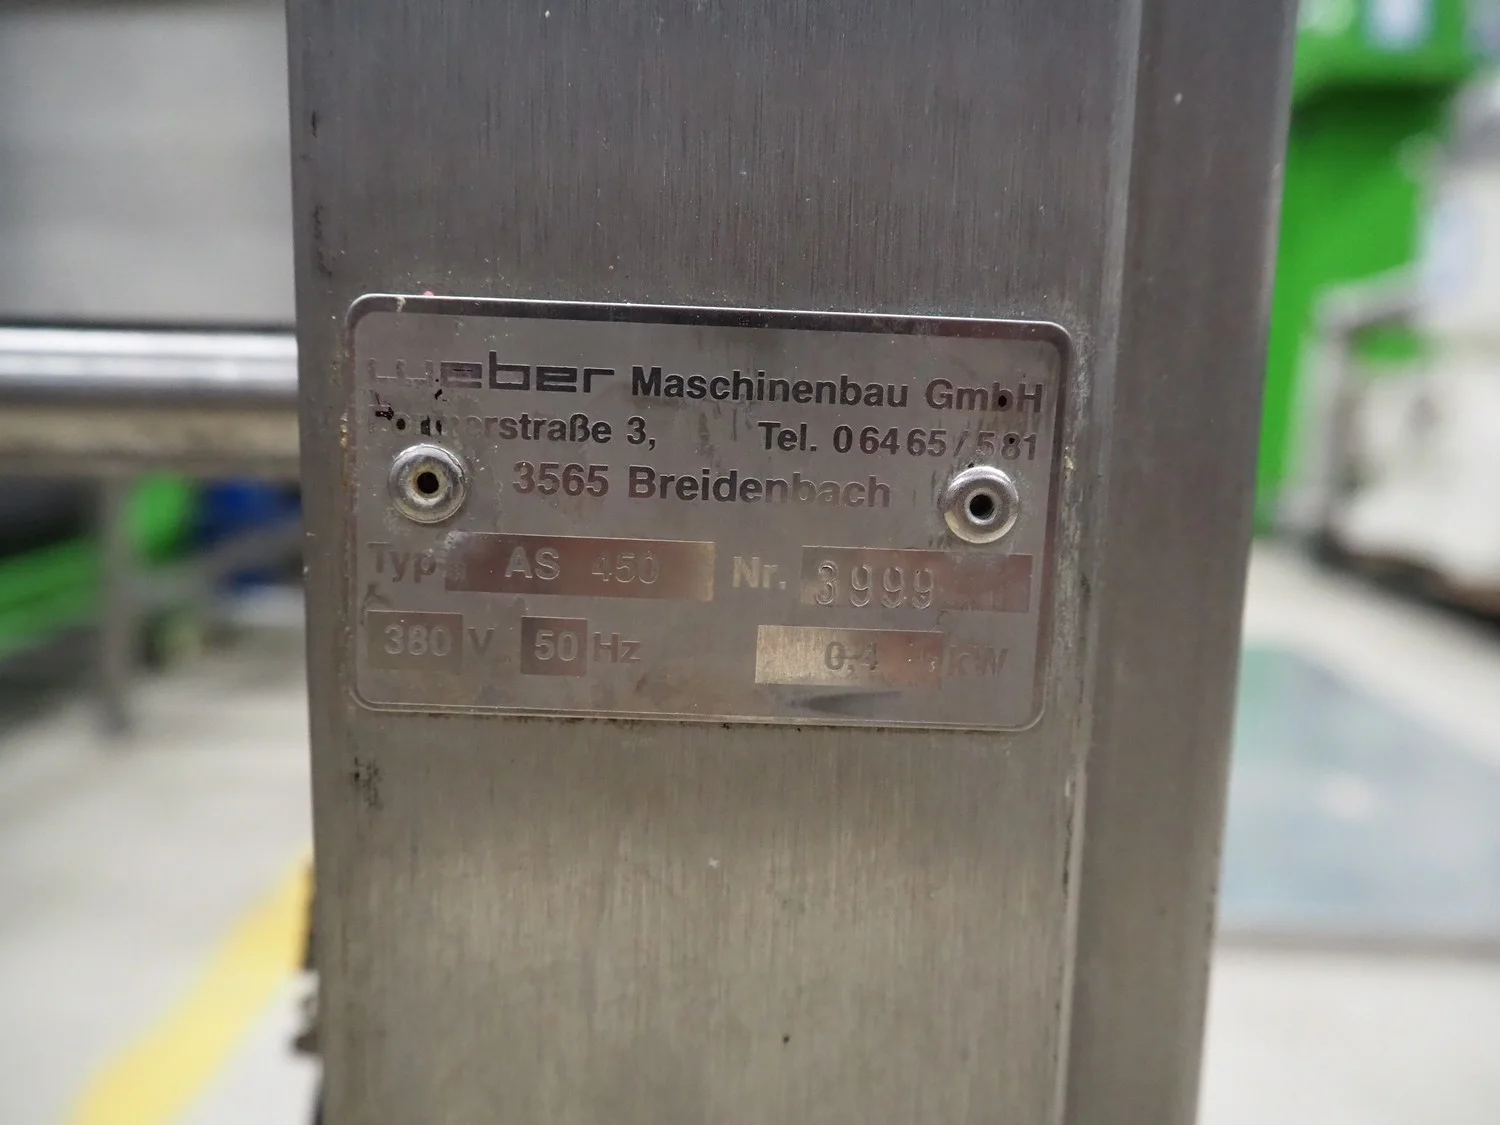 weber Maschinenbau GmbH
3, Tel. 06465/581
3565 Breidenbach
Typ AS 450 Nr. 3999
380 V 50 Hz 0,4 kW